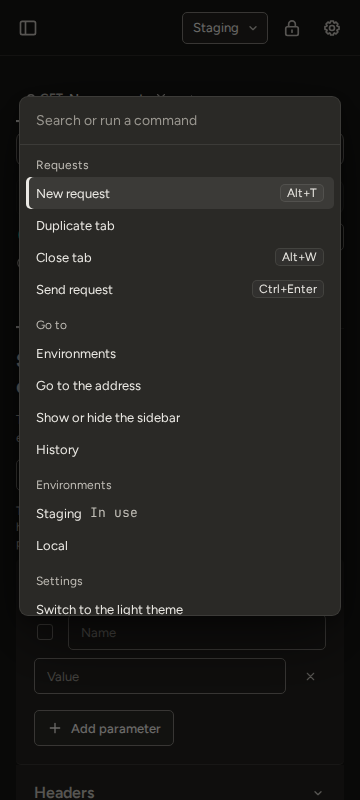 Staging
Search or run a command
Requests
New request Alt+T
Duplicate tab
Close tab Alt+W
Send request Ctrl+Enter
Go to
Environments
Go to the address
Show or hide the sidebar
History
Environments
Staging In use
Local
Settings
Switch to the light theme
Name
Value
Add parameter
Headers